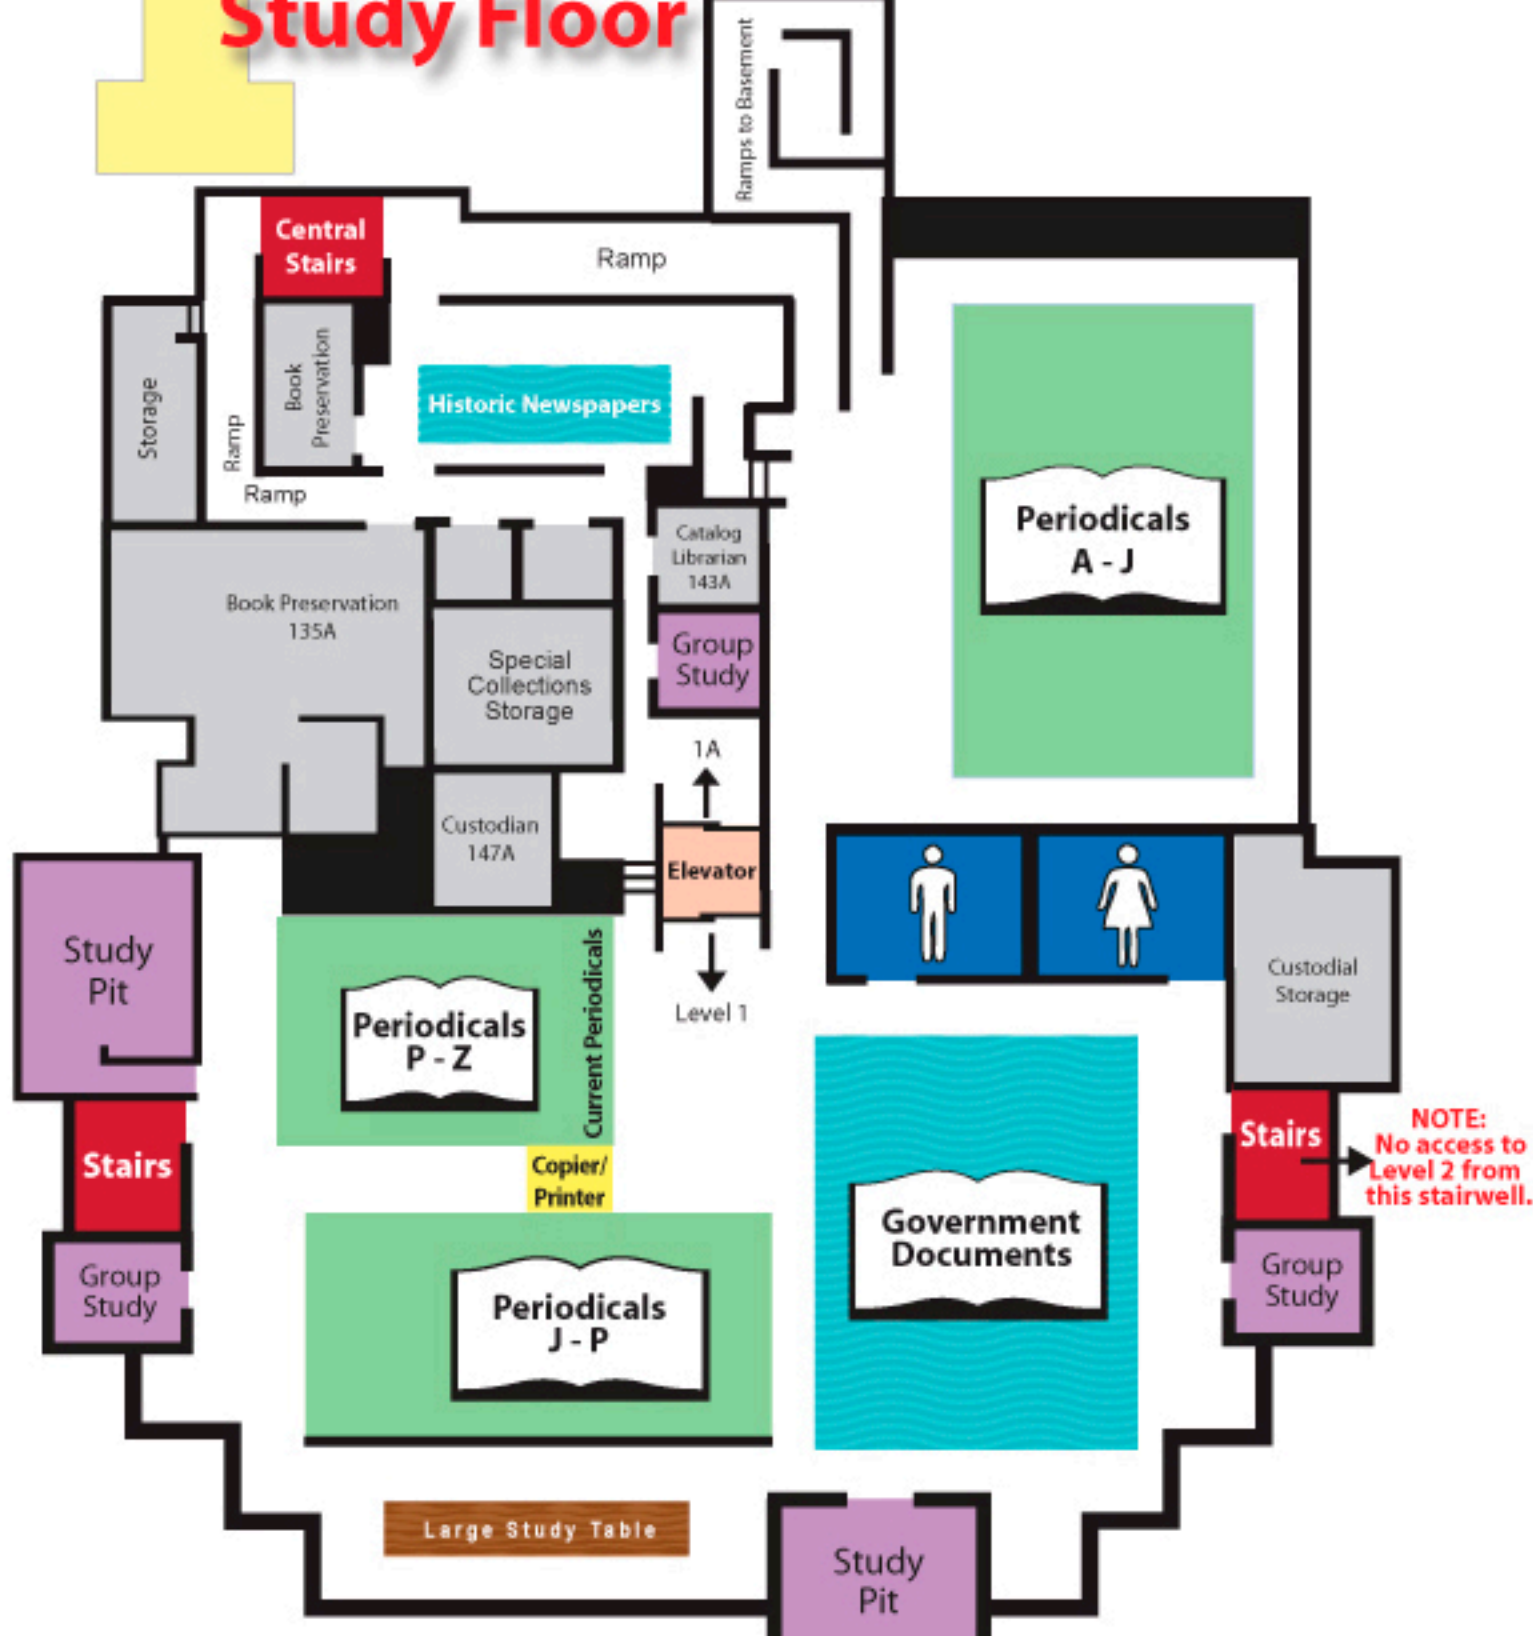 Study Floor
Ramps to Basement
Central
Stairs
Ramp
Storage
Ramp
Book
Preservation
Historic Newspapers
Ramp
Periodicals
A - J
Catalog
Librarian
143A
Book Preservation
135A
Group
Study
Special
Collections
Storage
1A
Custodian
147A
Elevator
Study
Pit
Custodial
Storage
Periodicals
P - Z
Current Periodicals
Level 1
Stairs
Copier/
Printer
Stairs
NOTE:
No access to
Level 2 from
this stairwell.
Government
Documents
Group
Study
Group
Study
Periodicals
J - P
Large Study Table
Study
Pit